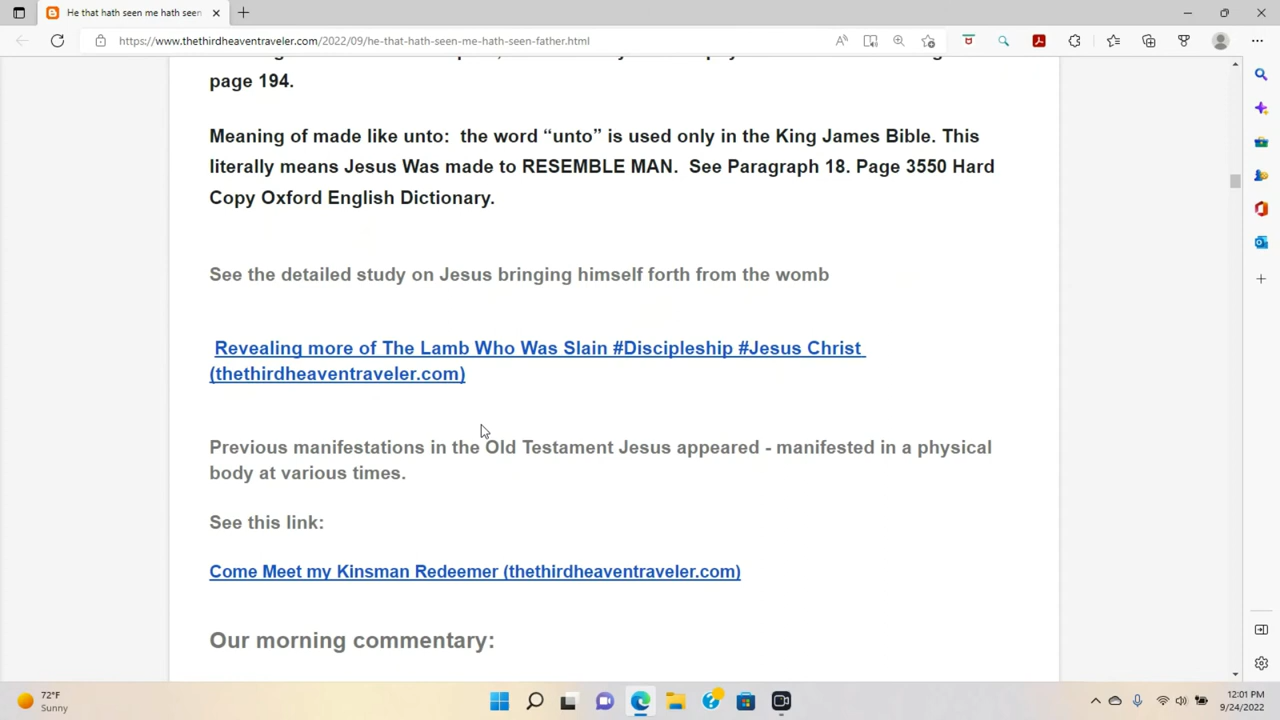 He that hath seen me hath seen
https://www.thethirdheaventraveler.com/2022/09/he-that-hath-seen-me-hath-seen-father.html
page 194.
Meaning of made like unto:  the word “unto” is used only in the King James Bible. This
literally means Jesus Was made to RESEMBLE MAN.  See Paragraph 18. Page 3550 Hard
Copy Oxford English Dictionary.
See the detailed study on Jesus bringing himself forth from the womb
Revealing more of The Lamb Who Was Slain #Discipleship #Jesus Christ
(thethirdheaventraveler.com)
Previous manifestations in the Old Testament Jesus appeared - manifested in a physical
body at various times.
See this link:
Come Meet my Kinsman Redeemer (thethirdheaventraveler.com)
Our morning commentary:
72°F
Sunny
12:01 PM
9/24/2022